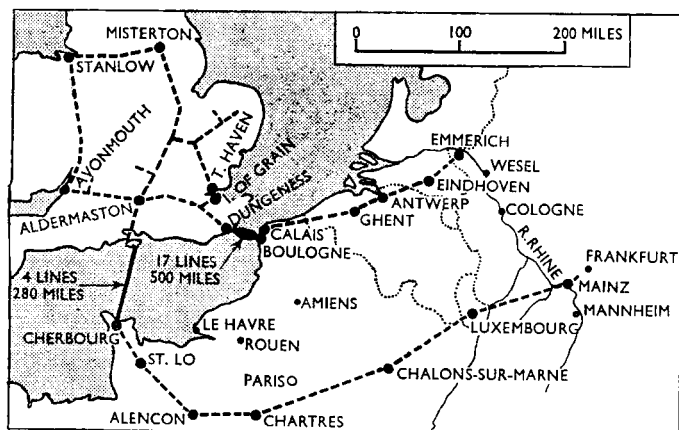 MISTERTON
STANLOW
0 100 200 MILES
AVONMOUTH
T. HAVEN
I. OF GRAIN
DUNGENESS
ALDERMASTON
EMMERICH
WESEL
EINDHOVEN
ANTWERP
COLOGNE
GHENT
CALAIS
BOULOGNE
17 LINES
500 MILES
4 LINES
280 MILES
R. RHINE
FRANKFURT
MAINZ
MANNHEIM
AMIENS
LUXEMBOURG
CHERBOURG
LE HAVRE
ROUEN
ST. LO
PARISO
CHALONS-SUR-MARNE
ALENCON
CHARTRES